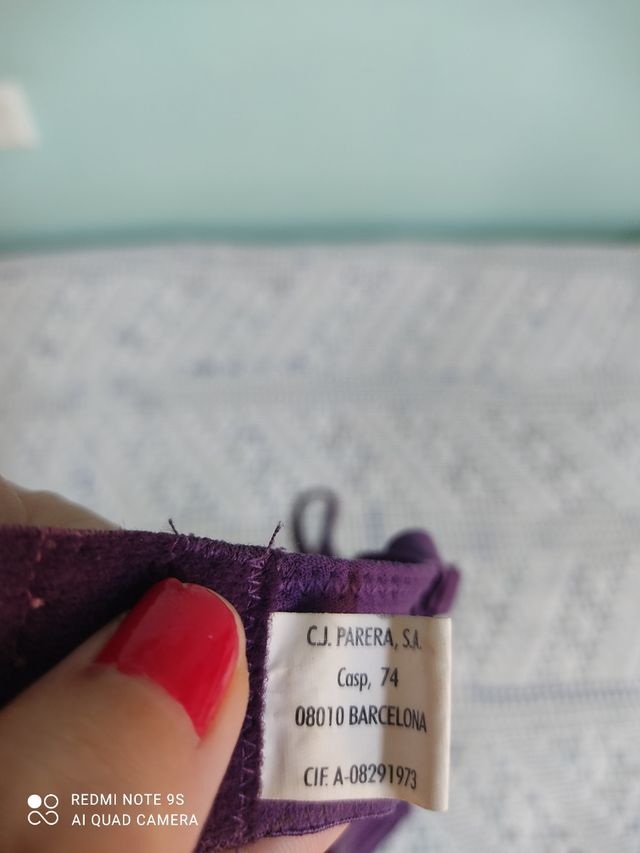 C.J. PARERA, S.A.
Casp, 74
08010 BARCELONA
CIF. A-08291973
REDMI NOTE 9S
AI QUAD CAMERA